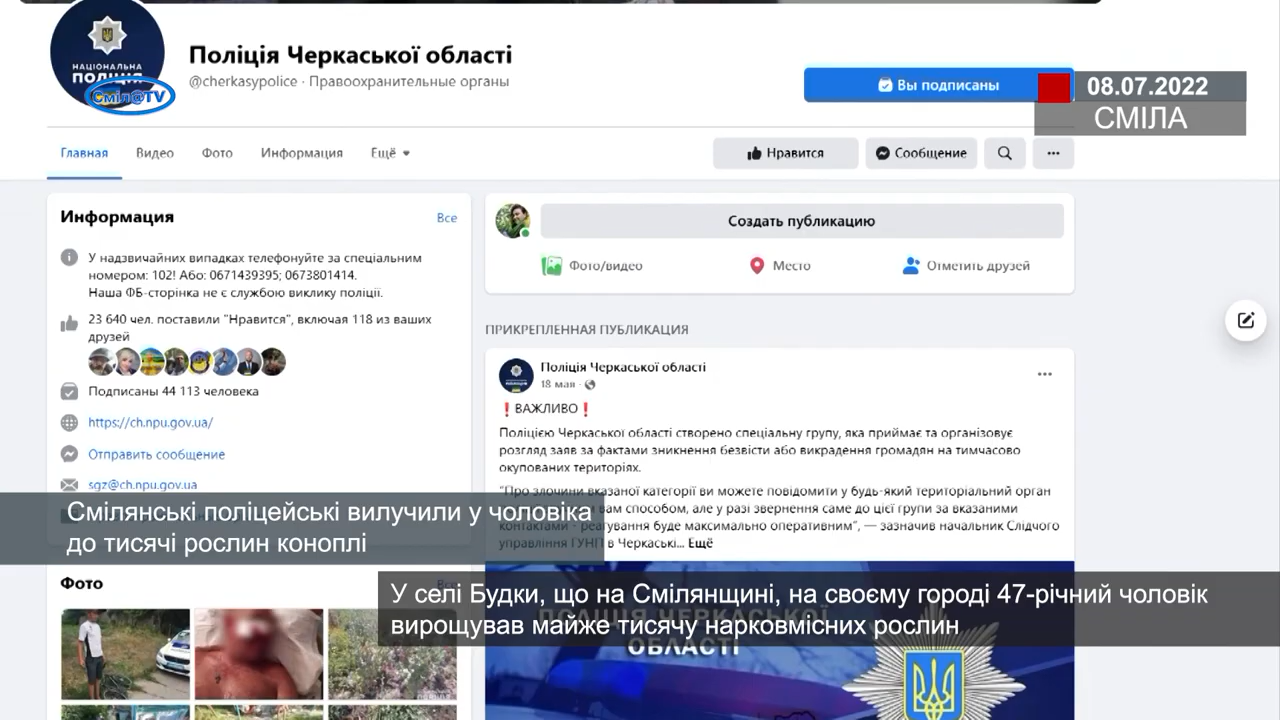 НАЦІОНАЛЬНА
ПОЛІЦІЯ
Сміл@TV
Поліція Черкаської області
@cherkasypolice · Правоохранительные органы
Вы подписаны
08.07.2022
СМІЛА
Главная
Видео
Фото
Информация
Ещё
Нравится
Сообщение
Информация
Все
У надзвичайних випадках телефонуйте за спеціальним
номером: 102! Або: 0671439395; 0673801414.
Наша ФБ-сторінка не є службою виклику поліції.
23 640 чел. поставили "Нравится", включая 118 из ваших
друзей
Подписаны 44 113 человека
https://ch.npu.gov.ua/
Отправить сообщение
sgz@ch.npu.gov.ua
Создать публикацию
Фото/видео
Место
Отметить друзей
ПРИКРЕПЛЕННАЯ ПУБЛИКАЦИЯ
Поліція Черкаської області
18 мая ·
❗ВАЖЛИВО❗
Поліцією Черкаської області створено спеціальну групу, яка приймає та організовує
розгляд заяв за фактами зникнення безвісти або викрадення громадян на тимчасово
окупованих територіях.
"Про злочини вказаної категорії ви можете повідомити у будь-який територіальний орган
вам способом, але у разі звернення саме до цієї групи за вказаними
контактами - реагування буде максимально оперативним", — зазначив начальник Слідчого
управління ГУНП в Черкаські... Ещё
Смілянські поліцейські вилучили у чоловіка
до тисячі рослин коноплі
Фото
Все
У селі Будки, що на Смілянщині, на своєму городі 47-річний чоловік
вирощував майже тисячу нарковмісних рослин
ПОЛІЦІЯ ЧЕРКАСЬКОЇ
ОБЛАСТІ